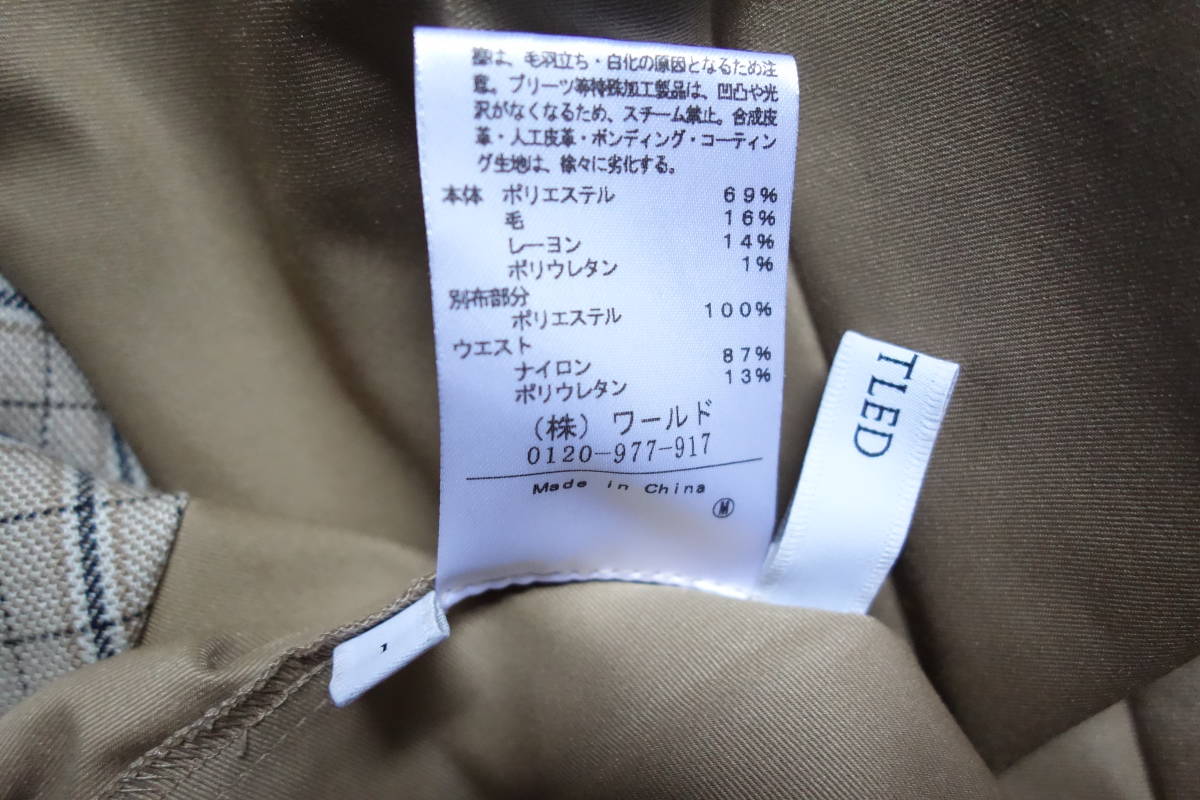 擦は、毛羽立ち・白化の原因となるため注
意。プリーツ等特殊加工製品は、凹凸や光
沢がなくなるため、スチーム禁止。合成皮
革・人工皮革・ボンディング・コーティン
グ生地は、徐々に劣化する。
本体 ポリエステル 69%
毛 16%
レーヨン 14%
ポリウレタン 1%
別布部分
ポリエステル 100%
ウエスト
ナイロン 87%
ポリウレタン 13%
(株) ワールド
0120-977-917
Made in China
M
TLED
1